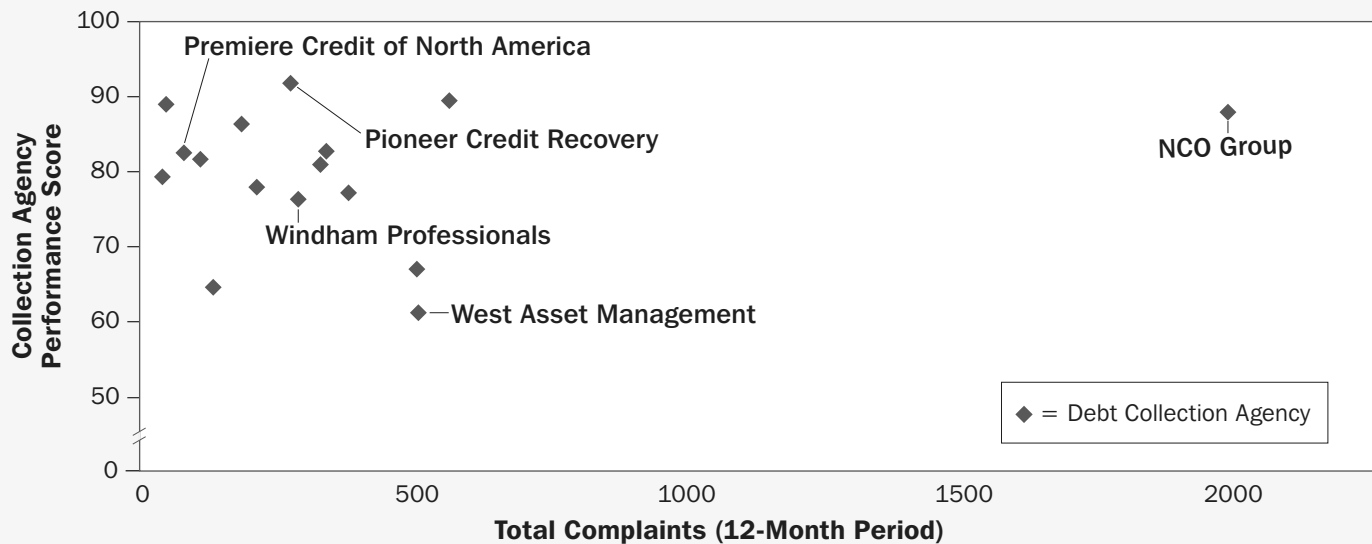 100
90
80
70
60
50
0
Collection Agency
Performance Score
Premiere Credit of North America
Pioneer Credit Recovery
NCO Group
Windham Professionals
West Asset Management
= Debt Collection Agency
0 500 1000 1500 2000
Total Complaints (12-Month Period)